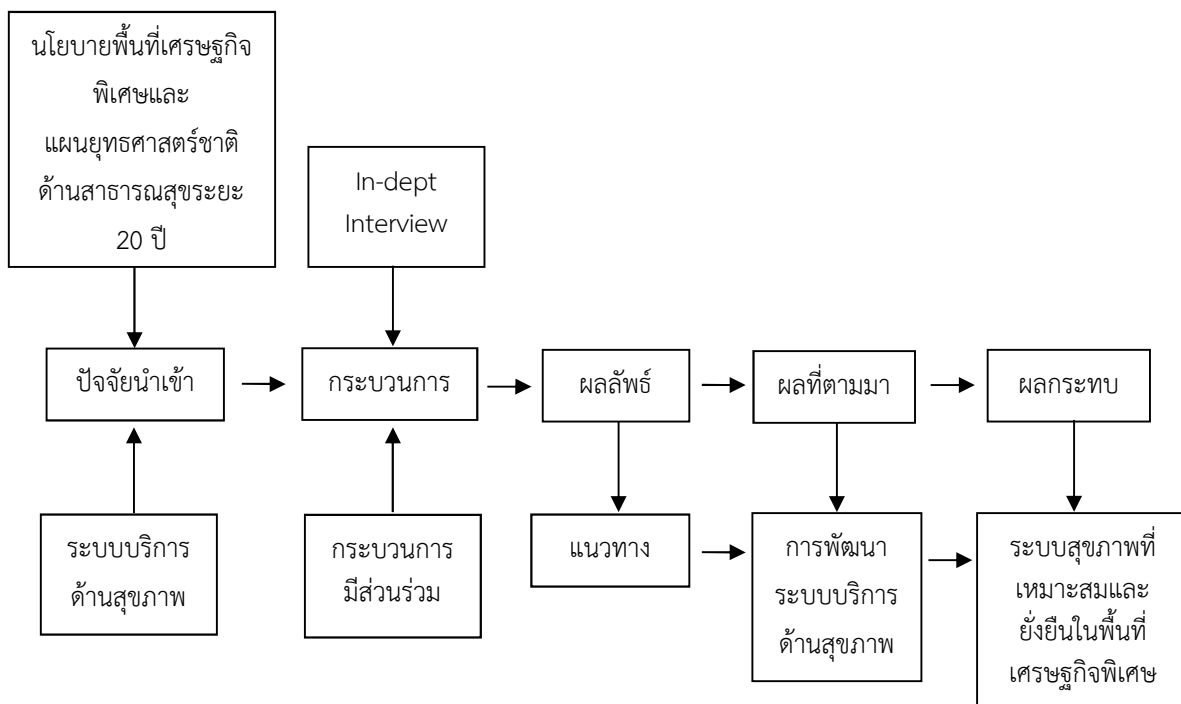 นโยบายพื้นที่เศรษฐกิจ
พิเศษและ
แผนยุทธศาสตร์ชาติ
ด้านสาธารณสุขระยะ
20 ปี
In-dept
Interview
ปัจจัยนำเข้า
กระบวนการ
ผลลัพธ์
ผลที่ตามมา
ผลกระทบ
ระบบบริการ
ด้านสุขภาพ
กระบวนการ
มีส่วนร่วม
แนวทาง
การพัฒนา
ระบบบริการ
ด้านสุขภาพ
ระบบสุขภาพที่
เหมาะสมและ
ยั่งยืนในพื้นที่
เศรษฐกิจพิเศษ